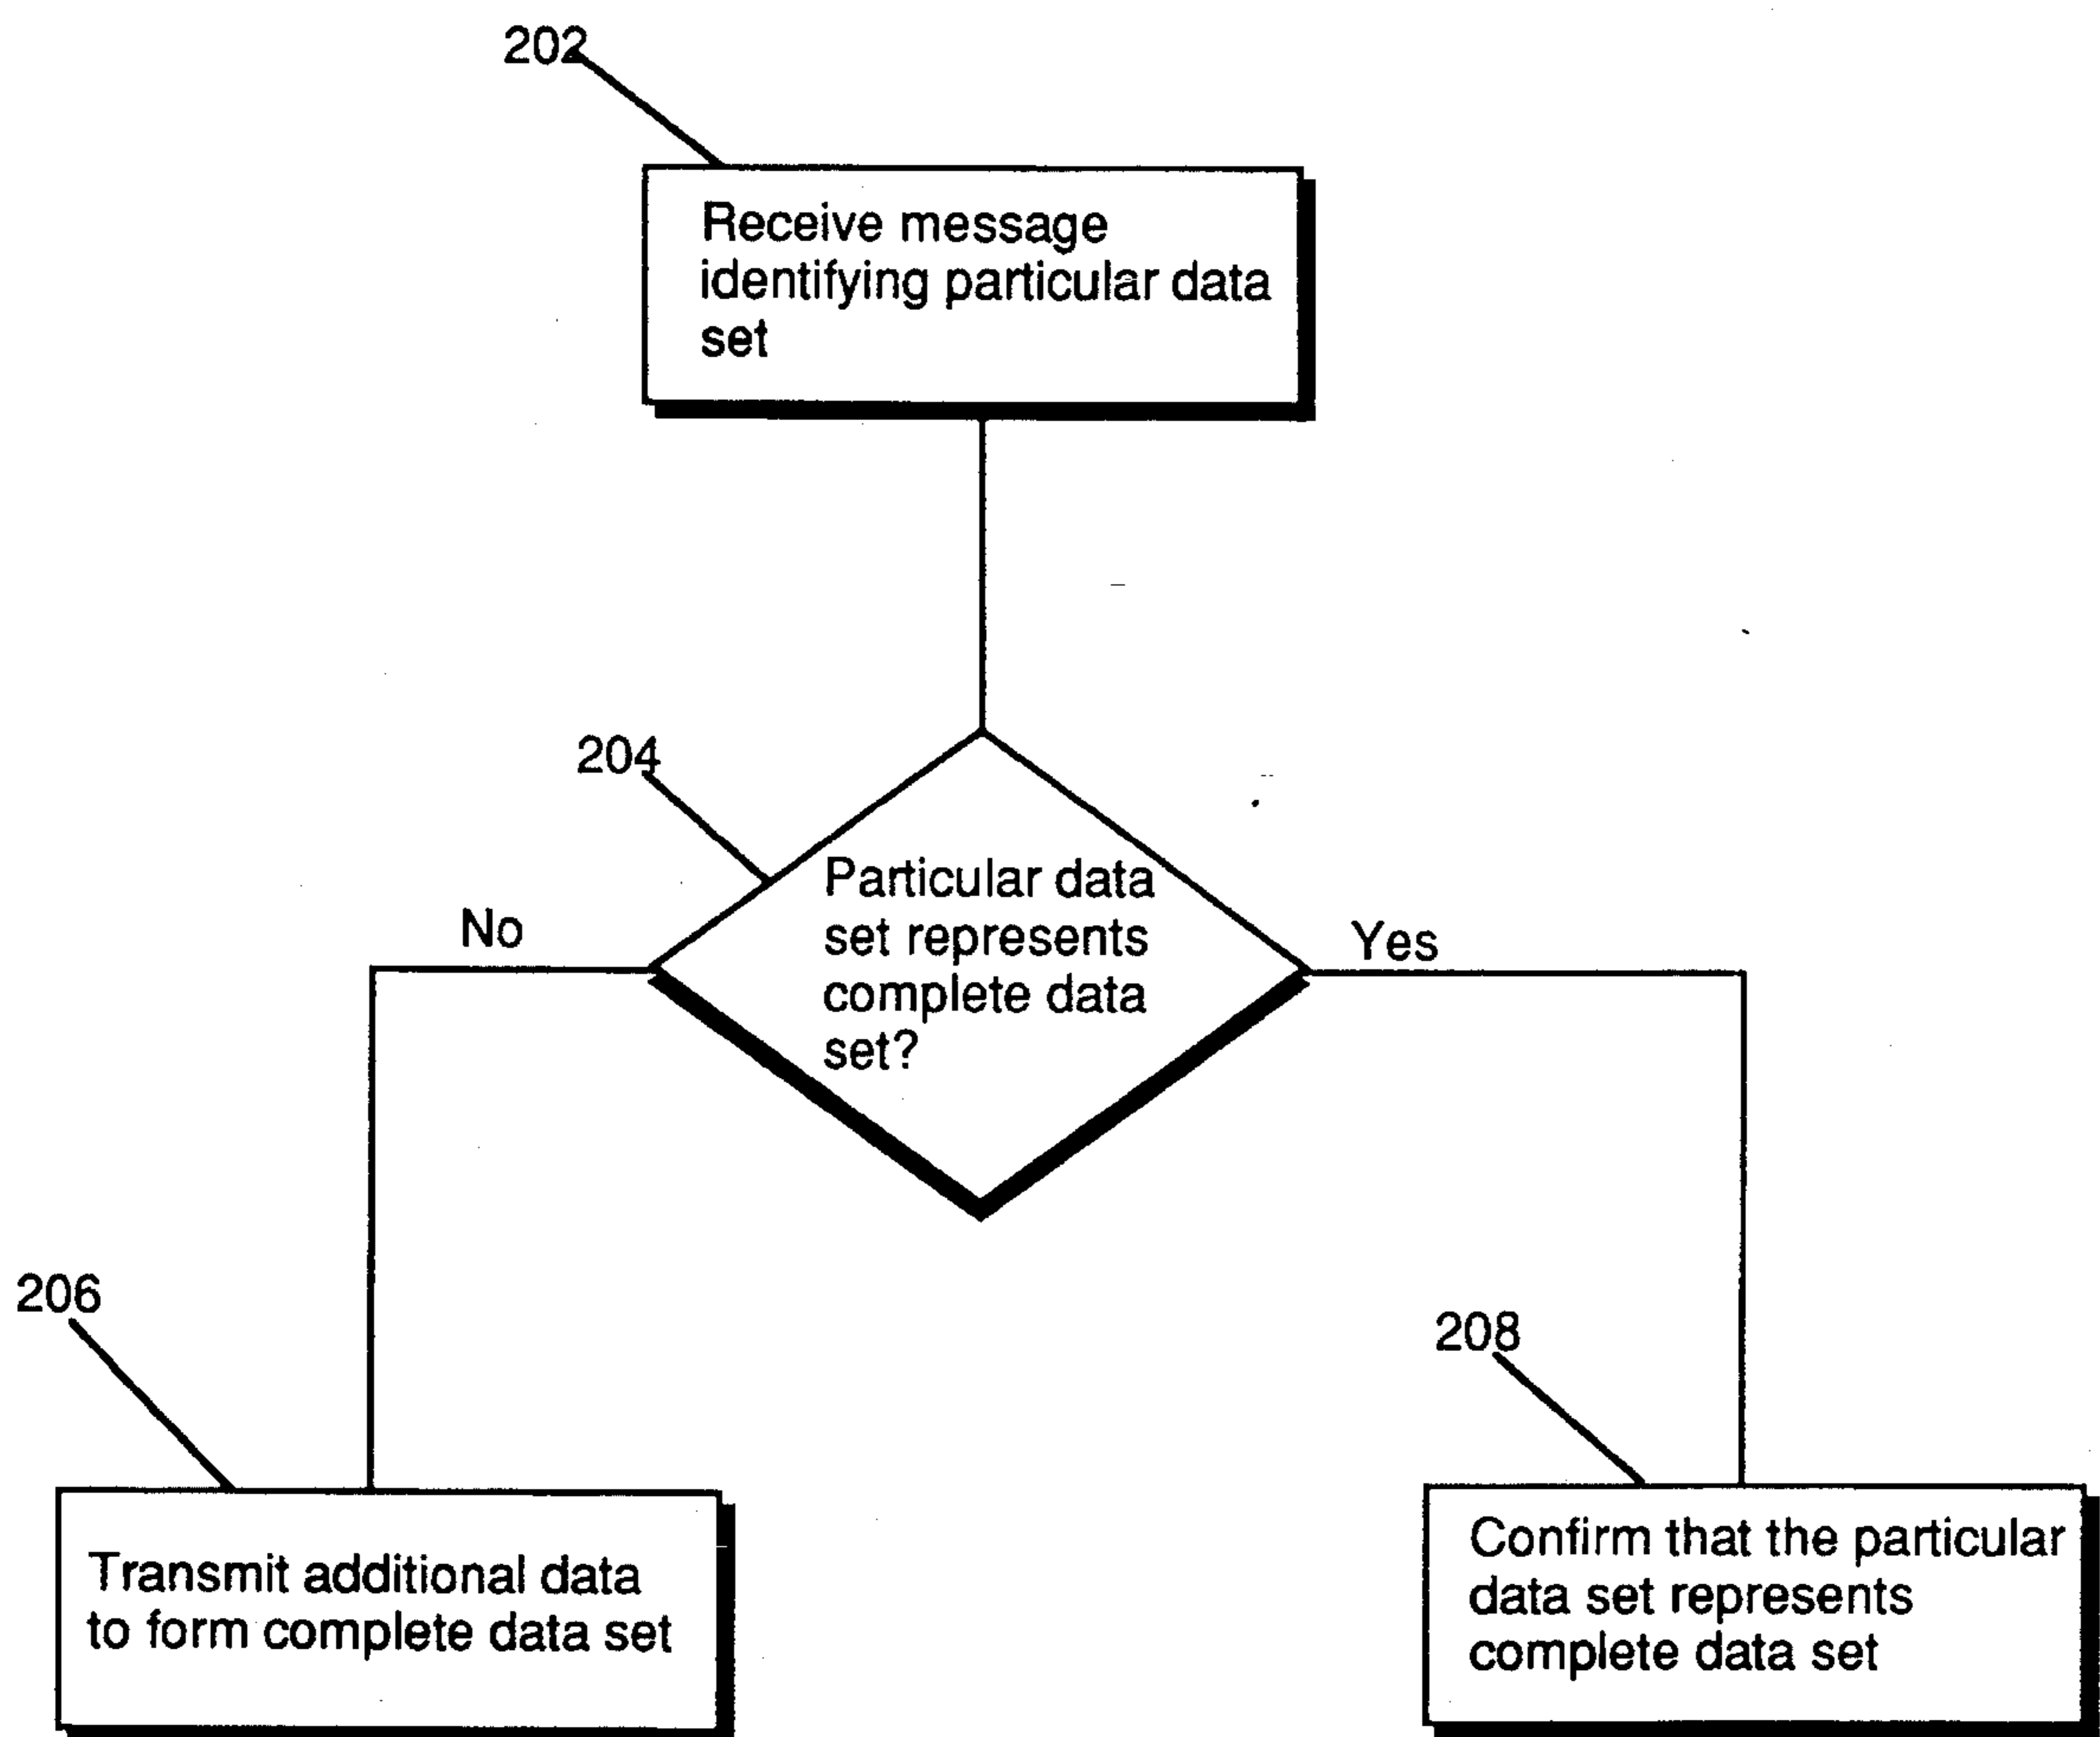 202
Receive message
identifying particular data
set
204
Particular data
set represents
complete data
set?
No
Yes
206
Transmit additional data
to form complete data set
208
Confirm that the particular
data set represents
complete data set